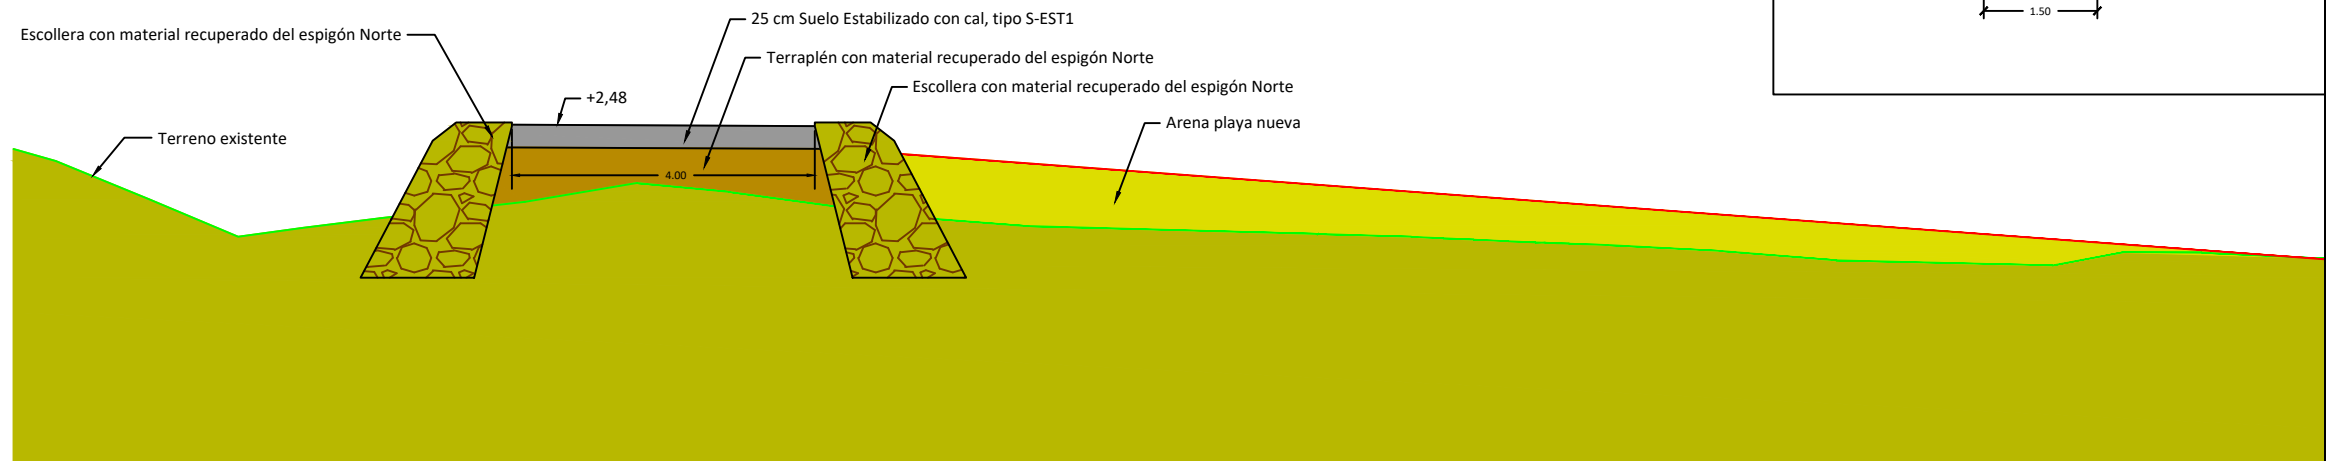 1.50
25 cm Suelo Estabilizado con cal, tipo S-EST1
Escollera con material recuperado del espigón Norte
Terraplén con material recuperado del espigón Norte
Escollera con material recuperado del espigón Norte
+2,48
Arena playa nueva
Terreno existente
4.00